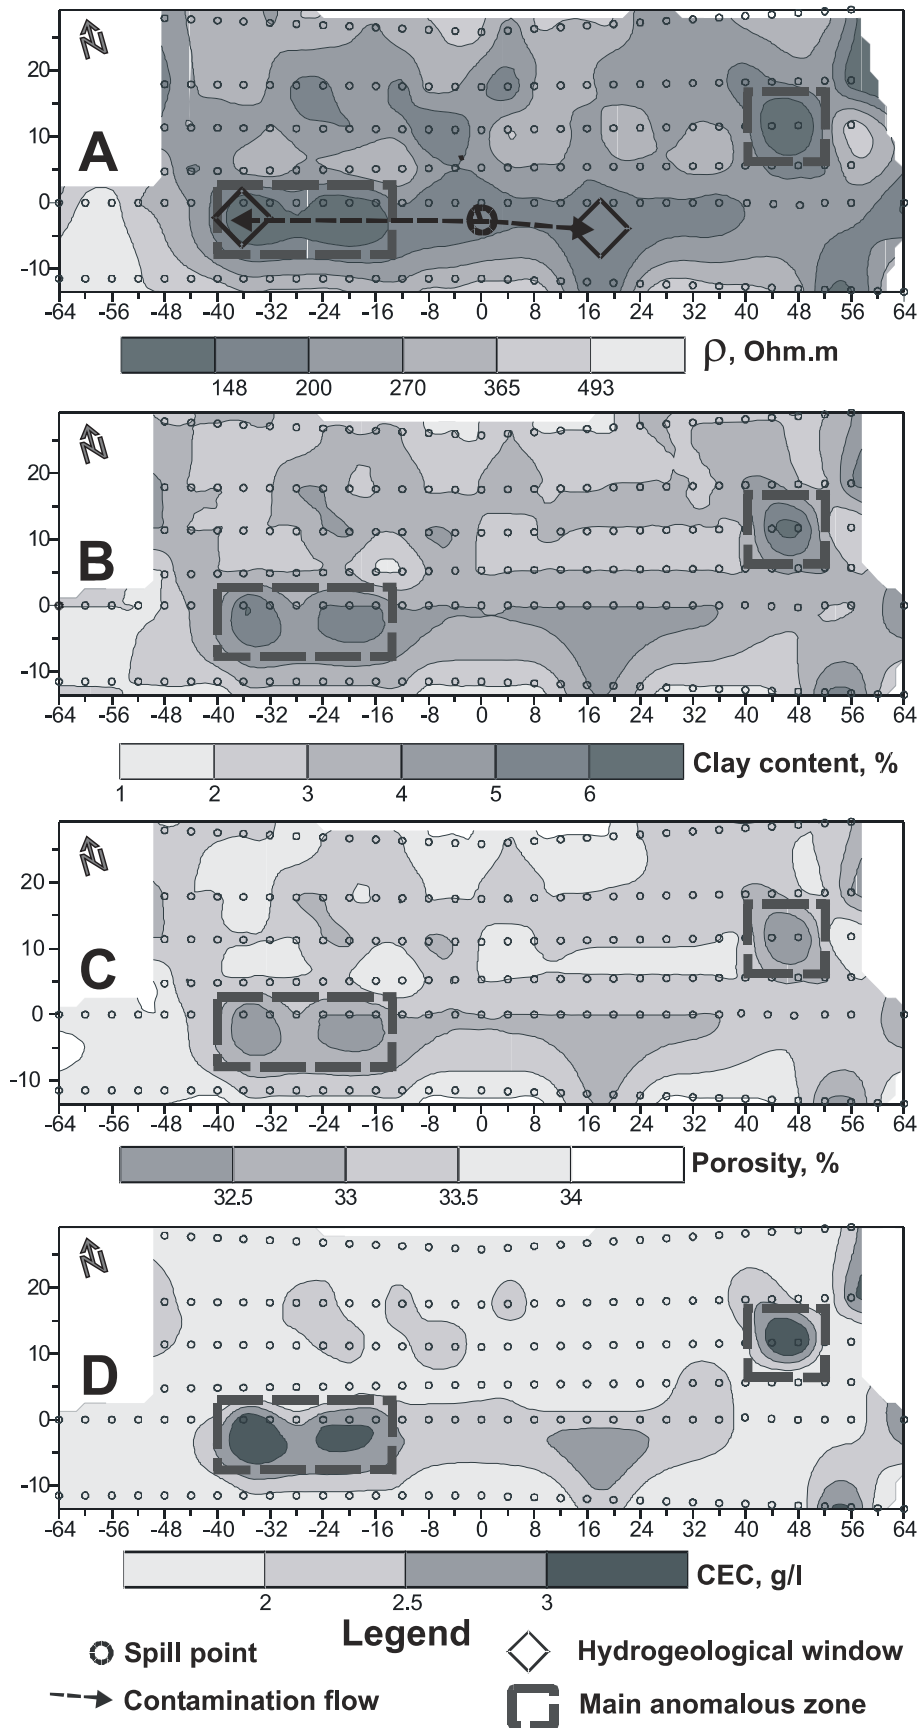 N
20
10
A
0
-10
-64 -56 -48 -40 -32 -24 -16 -8 0 8 16 24 32 40 48 56 64
148 200 270 365 493
ρ, Ohm.m
N
20
10
B
0
-10
-64 -56 -48 -40 -32 -24 -16 -8 0 8 16 24 32 40 48 56 64
1 2 3 4 5 6
Clay content, %
N
20
10
C
0
-10
-64 -56 -48 -40 -32 -24 -16 -8 0 8 16 24 32 40 48 56 64
32.5 33 33.5 34
Porosity, %
N
20
10
D
0
-10
-64 -56 -48 -40 -32 -24 -16 -8 0 8 16 24 32 40 48 56 64
2 2.5 3
CEC, g/l
Legend
Spill point
Hydrogeological window
Contamination flow
Main anomalous zone